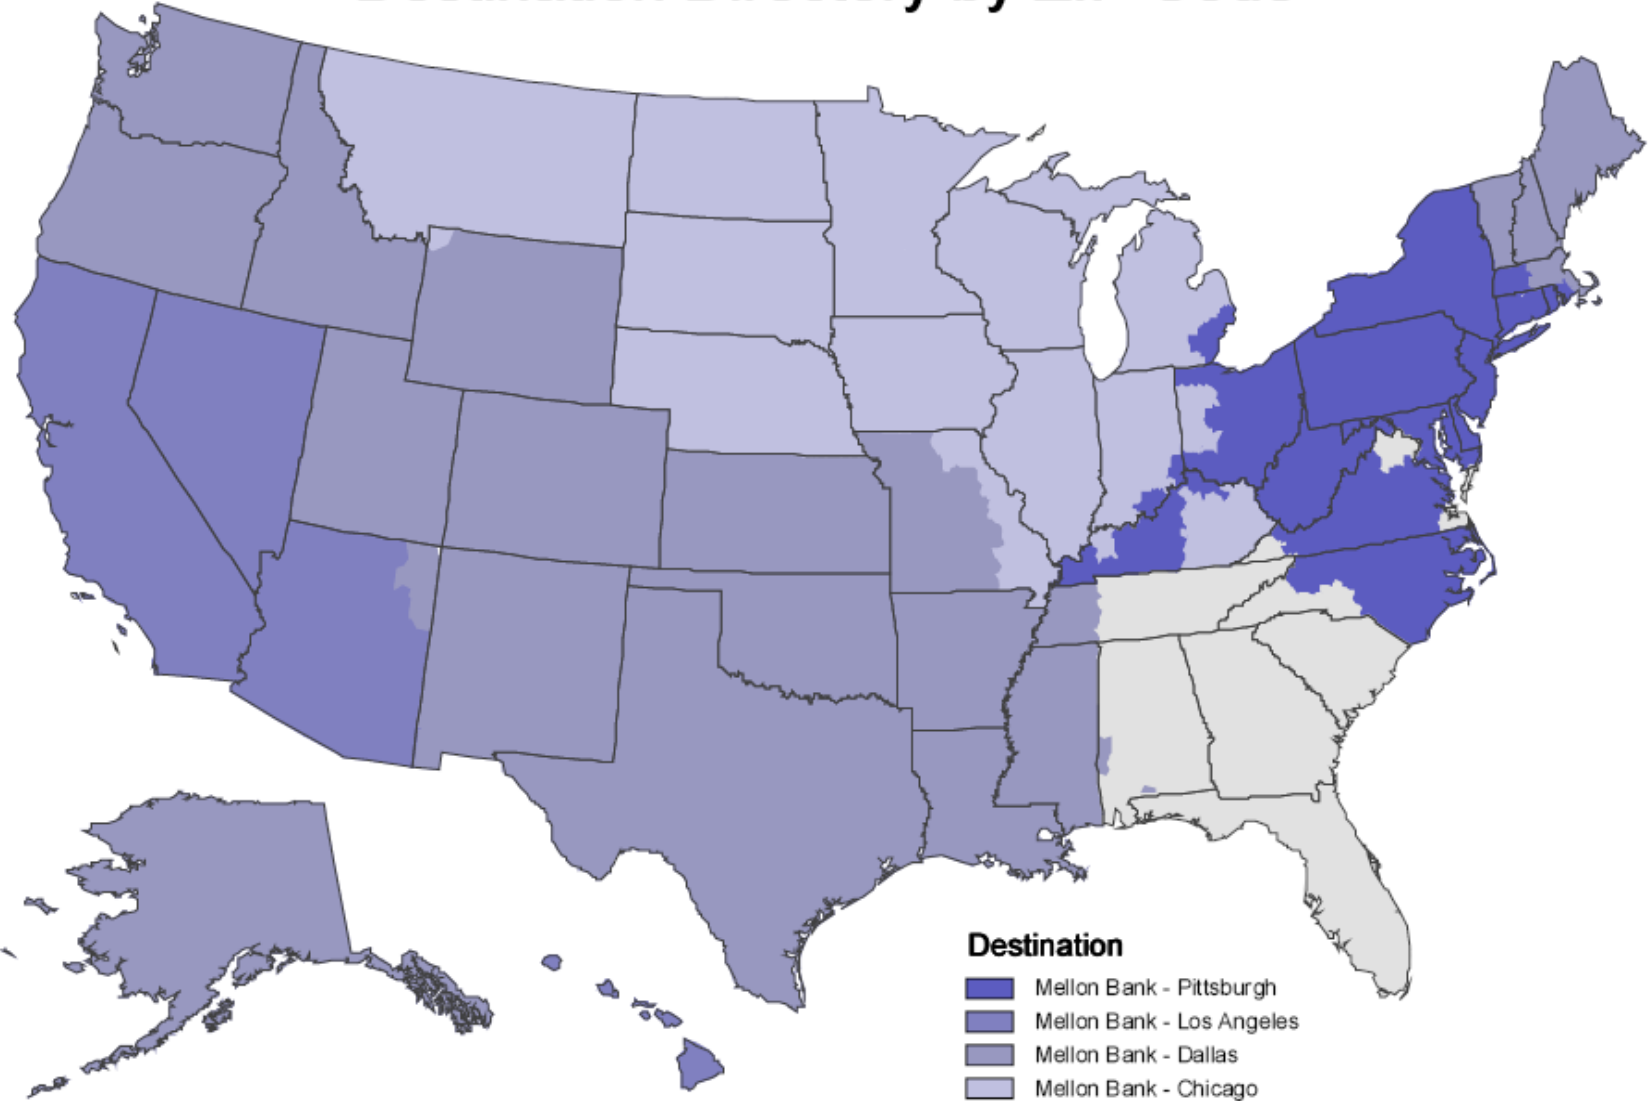 Destination
Mellon Bank - Pittsburgh
Mellon Bank - Los Angeles
Mellon Bank - Dallas
Mellon Bank - Chicago